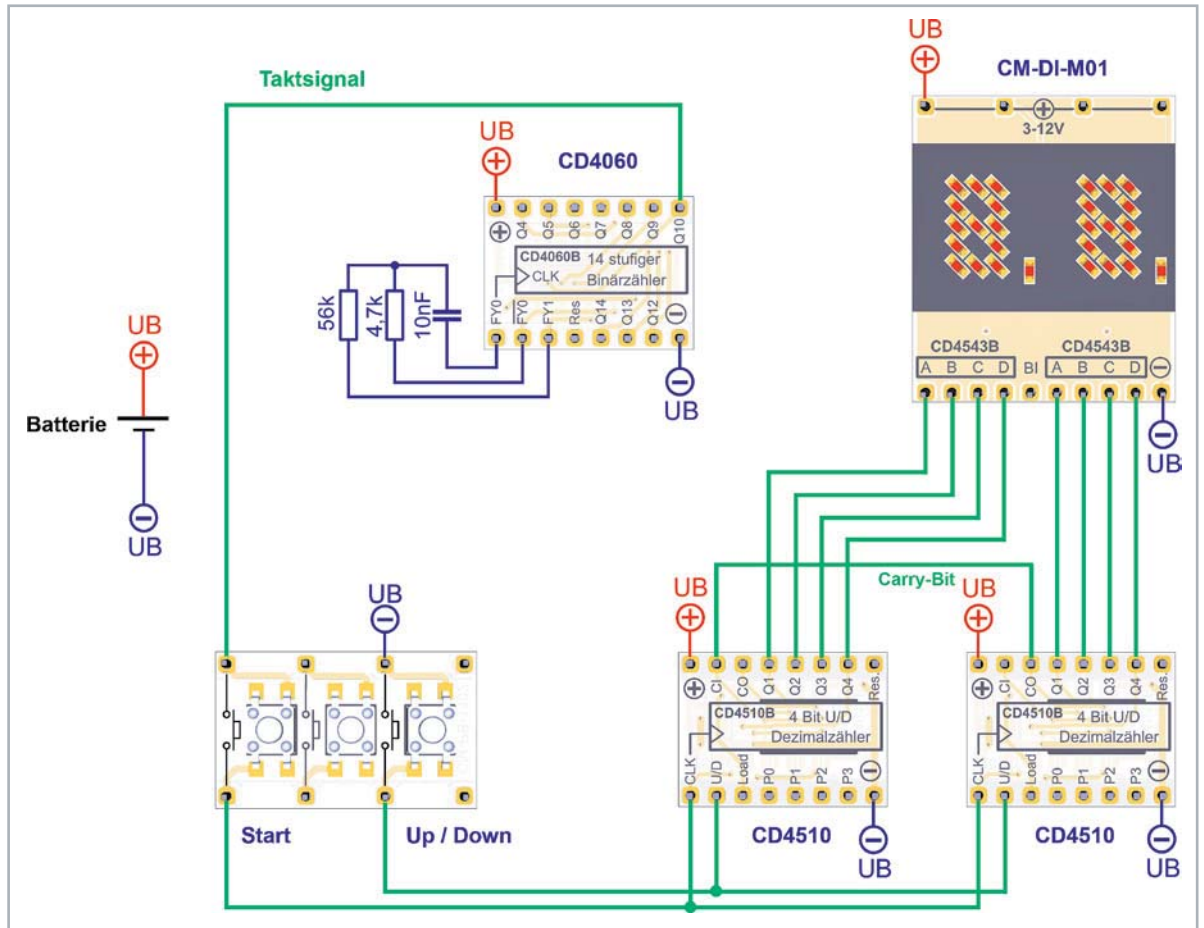 UB
CM-DI-M01
Taktsignal
3-12V
UB
CD4060
Q4 Q5 Q6 Q7 Q8 Q9 Q10
CD4060B 14 stufiger
CLK Binärzähler
56k 4,7k 10nF
FY0 FY0 FY1 Res Q14 Q13 Q12
UB
UB
CD4543B CD4543B
A B C D BI A B C D
UB
Batterie
UB
UB
Carry-Bit
UB
UB
CI CO Q1 Q2 Q3 Q4 Res.
CD4510B 4 Bit U/D
Dezimalzähler
CLK U/D Load P0 P1 P2 P3
CI CO Q1 Q2 Q3 Q4 Res.
CD4510B 4 Bit U/D
Dezimalzähler
CLK U/D Load P0 P1 P2 P3
Start Up / Down
CD4510
UB
CD4510
UB